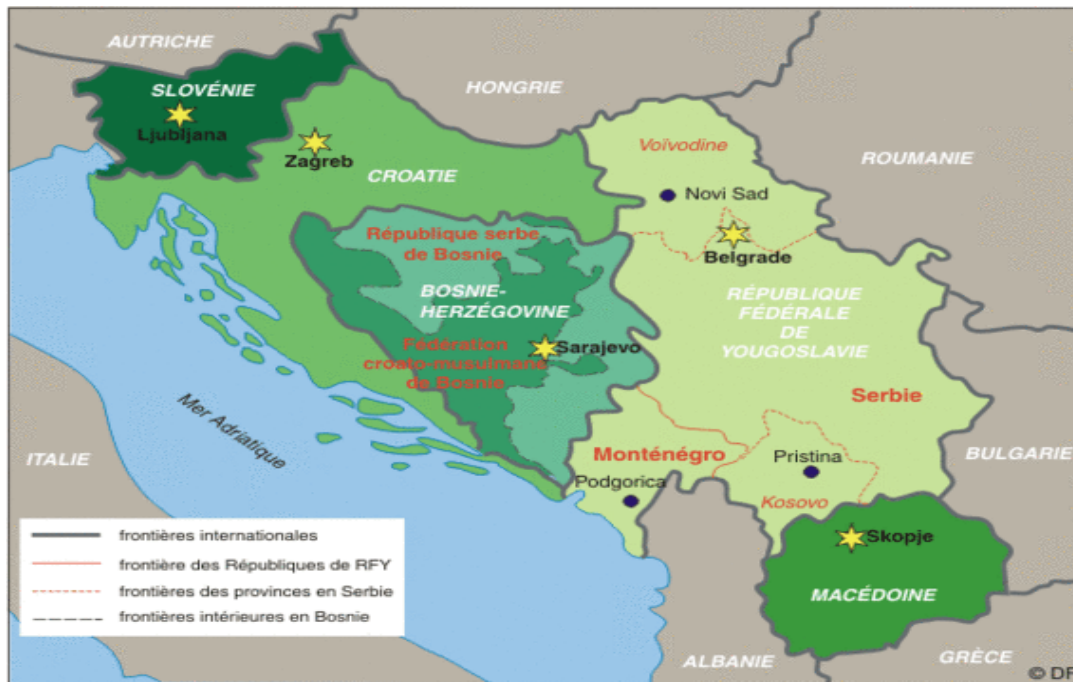 AUTRICHE
HONGRIE
SLOVÉNIE
Ljubljana
Zagreb
CROATIE
Voïvodine
Novi Sad
ROUMANIE
Belgrade
République serbe
de Bosnie
BOSNIE-
HERZÉGOVINE
Fédération
croato-musulmane
de Bosnie
Sarajevo
RÉPUBLIQUE
FÉDÉRALE
DE
YOUGOSLAVIE
Serbie
Mer Adriatique
ITALIE
Monténégro
Podgorica
Pristina
Kosovo
BULGARIE
Skopje
MACÉDOINE
ALBANIE
GRÈCE
frontières internationales
frontière des Républiques de RFY
frontières des provinces en Serbie
frontières intérieures en Bosnie